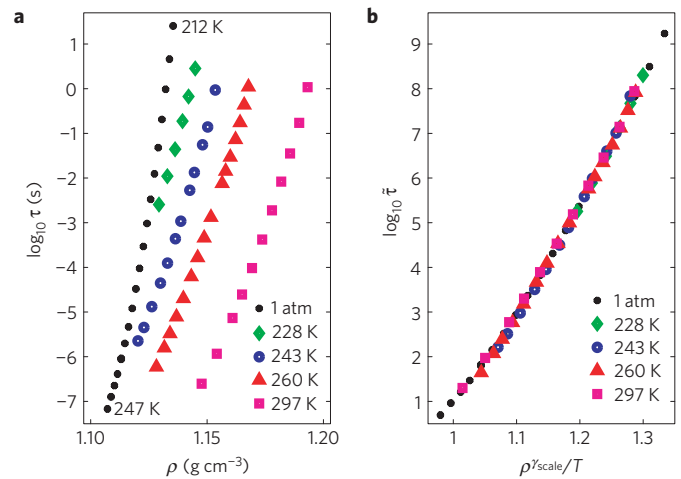 a
212 K
1
0
−1
−2
−3
−4
−5
−6
−7
log₁₀ τ (s)
1 atm
228 K
243 K
260 K
297 K
247 K
1.10
1.15
1.20
ρ (g cm⁻³)
b
9
8
7
6
5
4
3
2
1
log₁₀ τ̃
1 atm
228 K
243 K
260 K
297 K
1
1.1
1.2
1.3
ρ^γscale/T